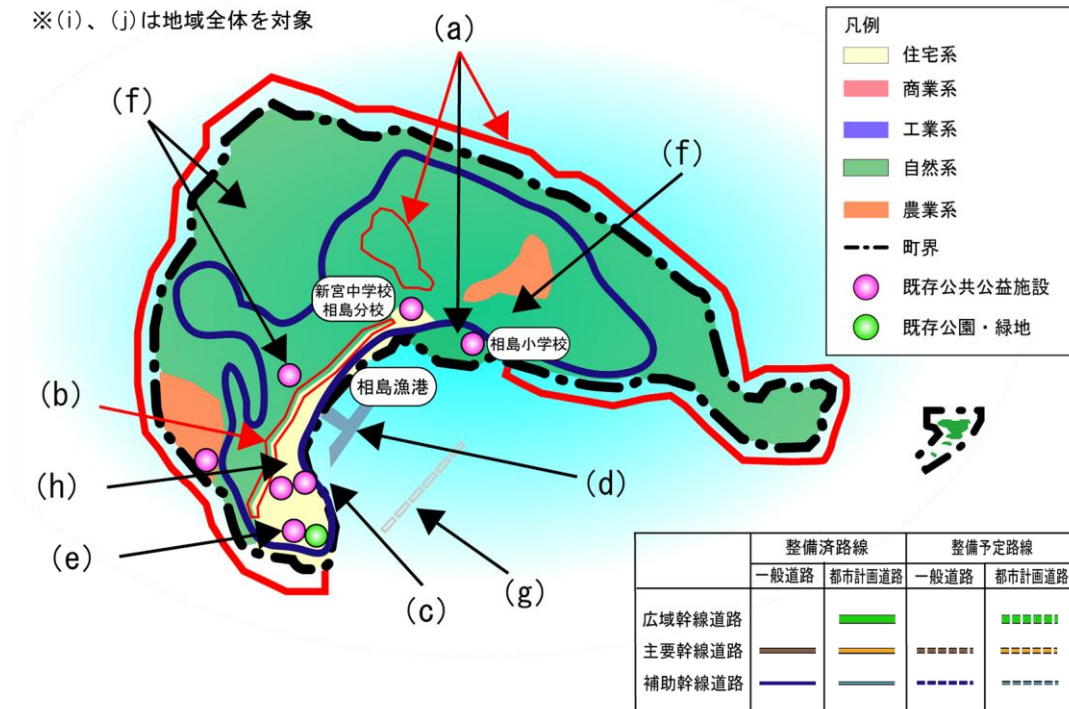 ※(i)、(j)は地域全体を対象
(a)
(f)
(f)
新宮中学校
相島分校
相島小学校
相島漁港
(b)
(h)
(d)
(e)
(c)
(g)
凡例
住宅系
商業系
工業系
自然系
農業系
町界
既存公共公益施設
既存公園・緑地
整備済路線 整備予定路線
一般道路 都市計画道路 一般道路 都市計画道路
広域幹線道路
主要幹線道路
補助幹線道路